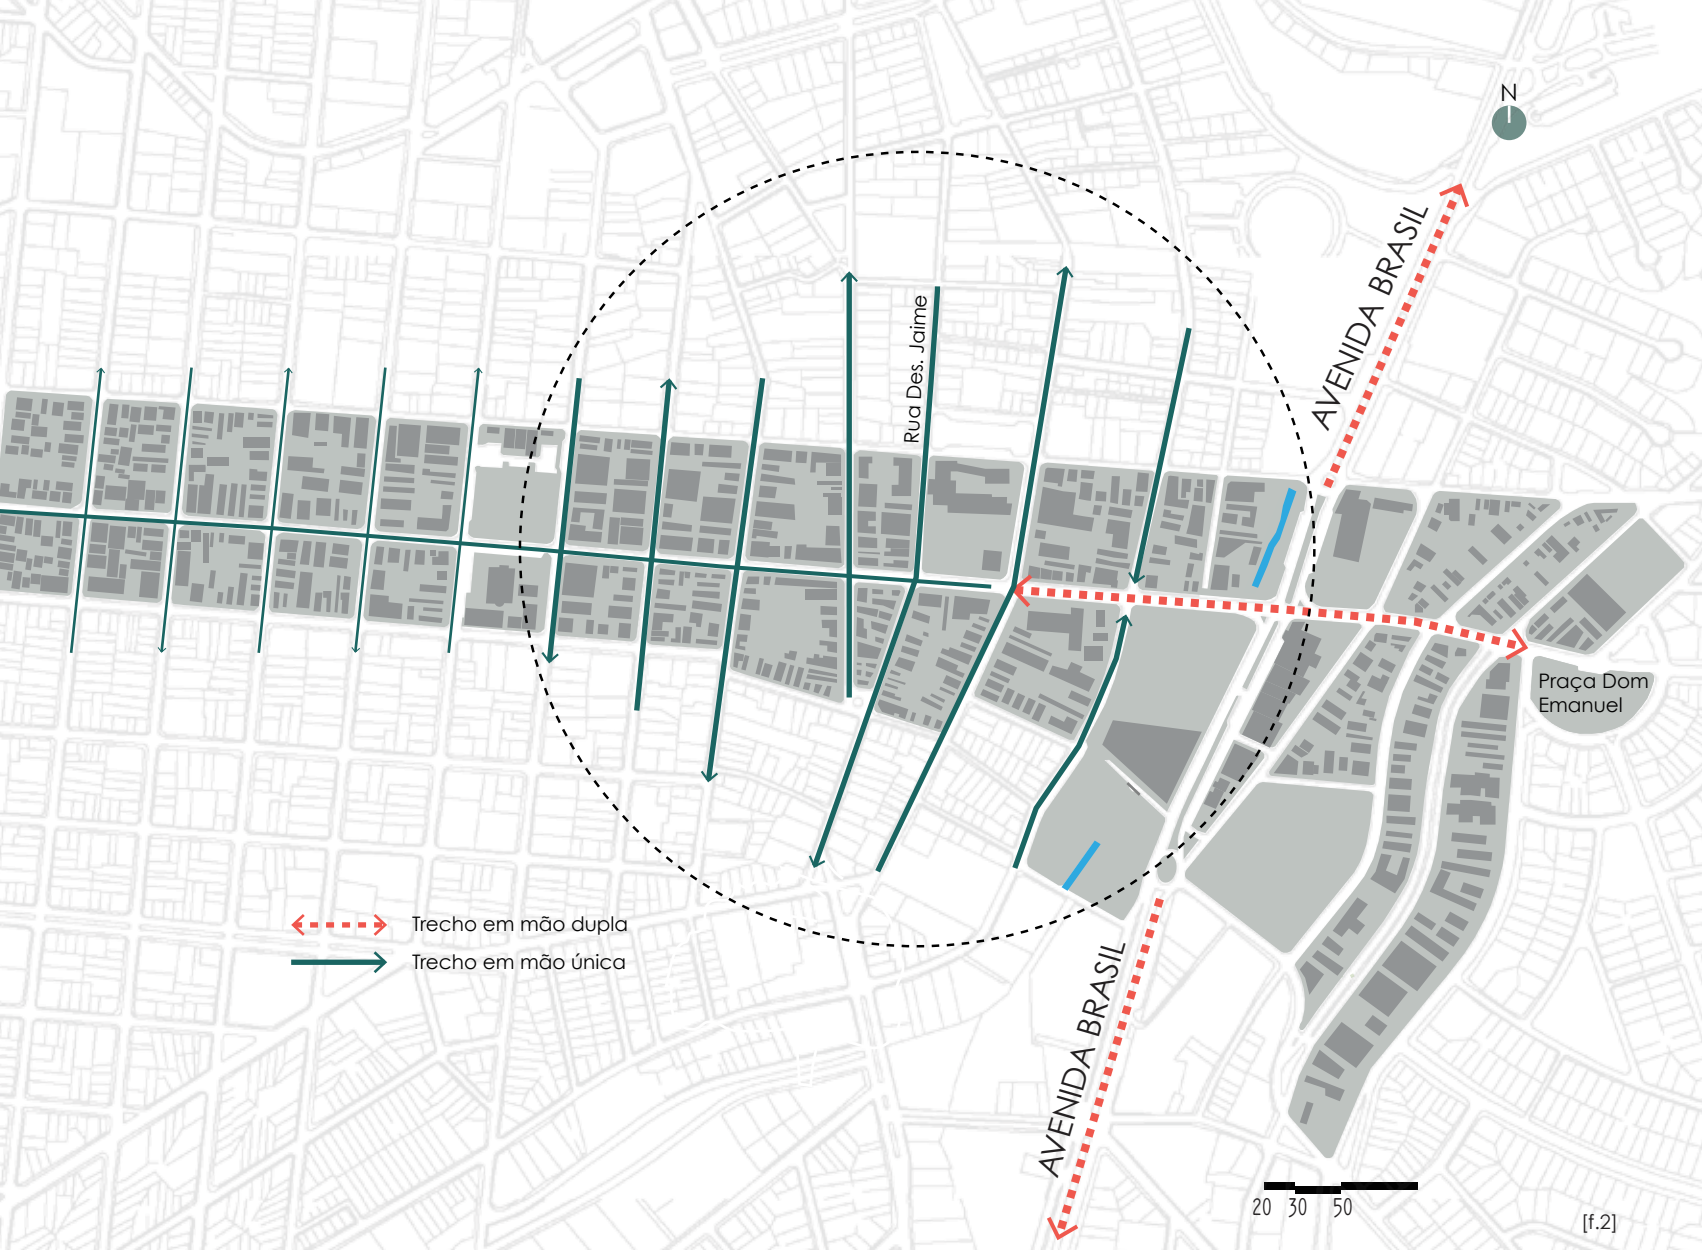 N
AVENIDA BRASIL
Rua Des. Jaime
Praça Dom
Emanuel
Trecho em mão dupla
Trecho em mão única
AVENIDA BRASIL
20 30 50
[f.2]